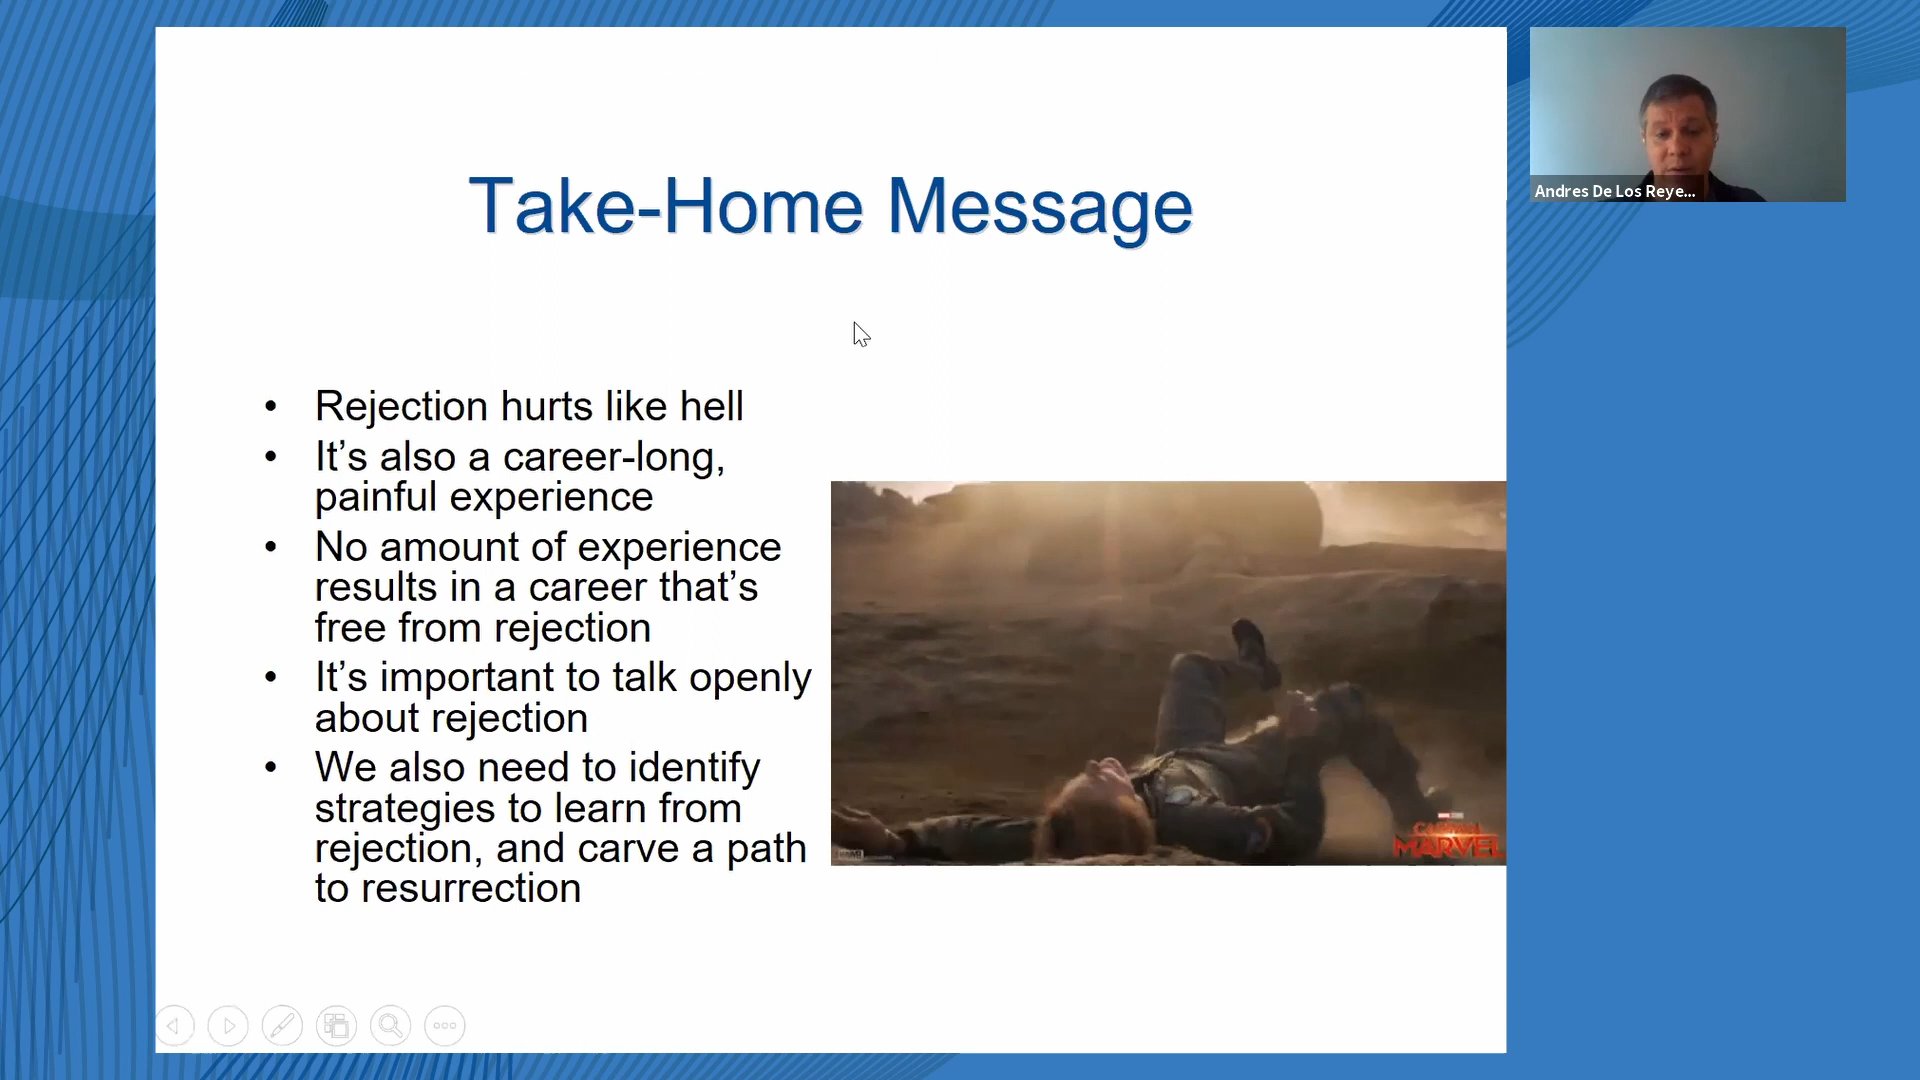 Take-Home Message
• Rejection hurts like hell
• It’s also a career-long,
painful experience
• No amount of experience
results in a career that’s
free from rejection
• It’s important to talk openly
about rejection
• We also need to identify
strategies to learn from
rejection, and carve a path
to resurrection
CAPTAIN
MARVEL
Andres De Los Reye...